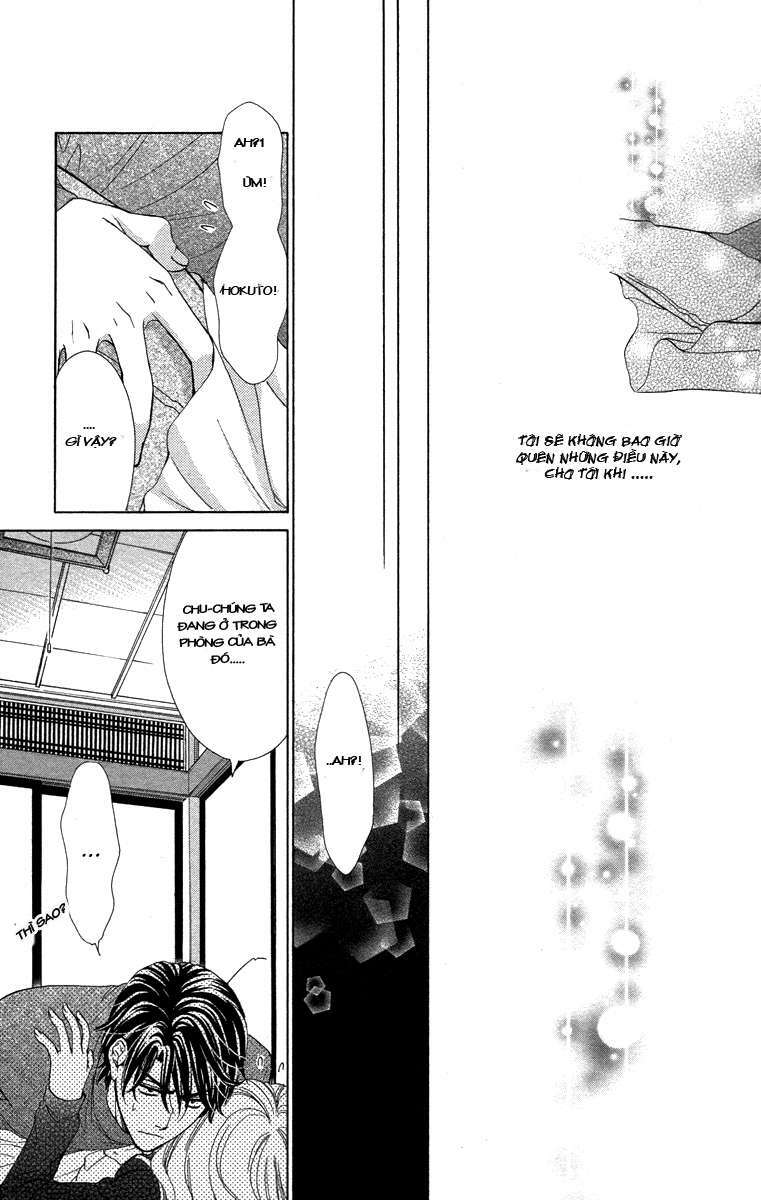 TÔI SẼ KHÔNG BAO GIỜ
QUÊN NHỮNG ĐIỀU NÀY,
CHO TỚI KHI .....
..AH?!
AH?!
ỪM!
HOKUTO!
....
GÌ VẬY?
CHU-CHÚNG TA
ĐANG Ở TRONG
PHÒNG CỦA BÀ
ĐÓ.....
...
THÌ SAO?